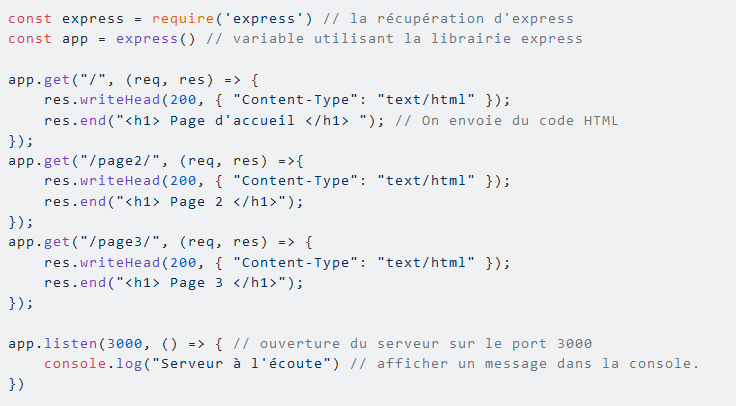 const express = require('express') // la récupération d'express
const app = express() // variable utilisant la librairie express
app.get("/", (req, res) => {
    res.writeHead(200, { "Content-Type": "text/html" });
    res.end("<h1> Page d'accueil </h1> "); // On envoie du code HTML
});
app.get("/page2/", (req, res) =>{
    res.writeHead(200, { "Content-Type": "text/html" });
    res.end("<h1> Page 2 </h1>");
});
app.get("/page3/", (req, res) => {
    res.writeHead(200, { "Content-Type": "text/html" });
    res.end("<h1> Page 3 </h1>");
});
app.listen(3000, () => { // ouverture du serveur sur le port 3000
    console.log("Serveur à l'écoute") // afficher un message dans la console.
})